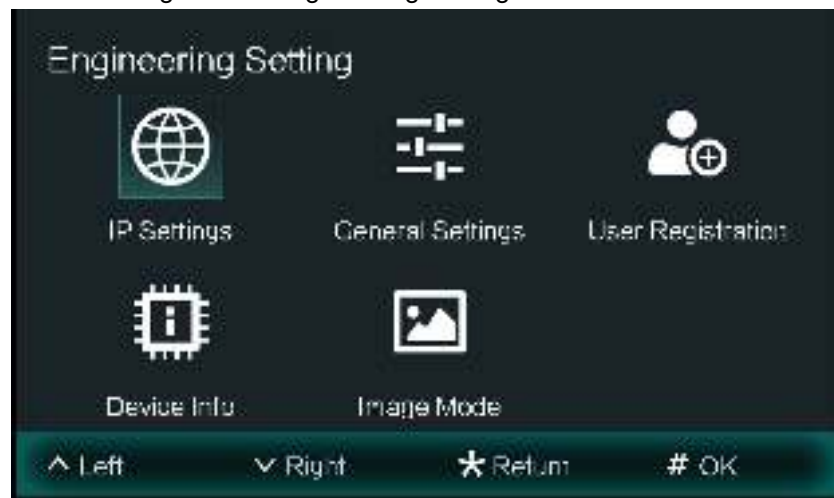 Engineering Setting
IP Settings General Settings User Registration
Device Info Image Mode
^ Left v Right * Return # OK